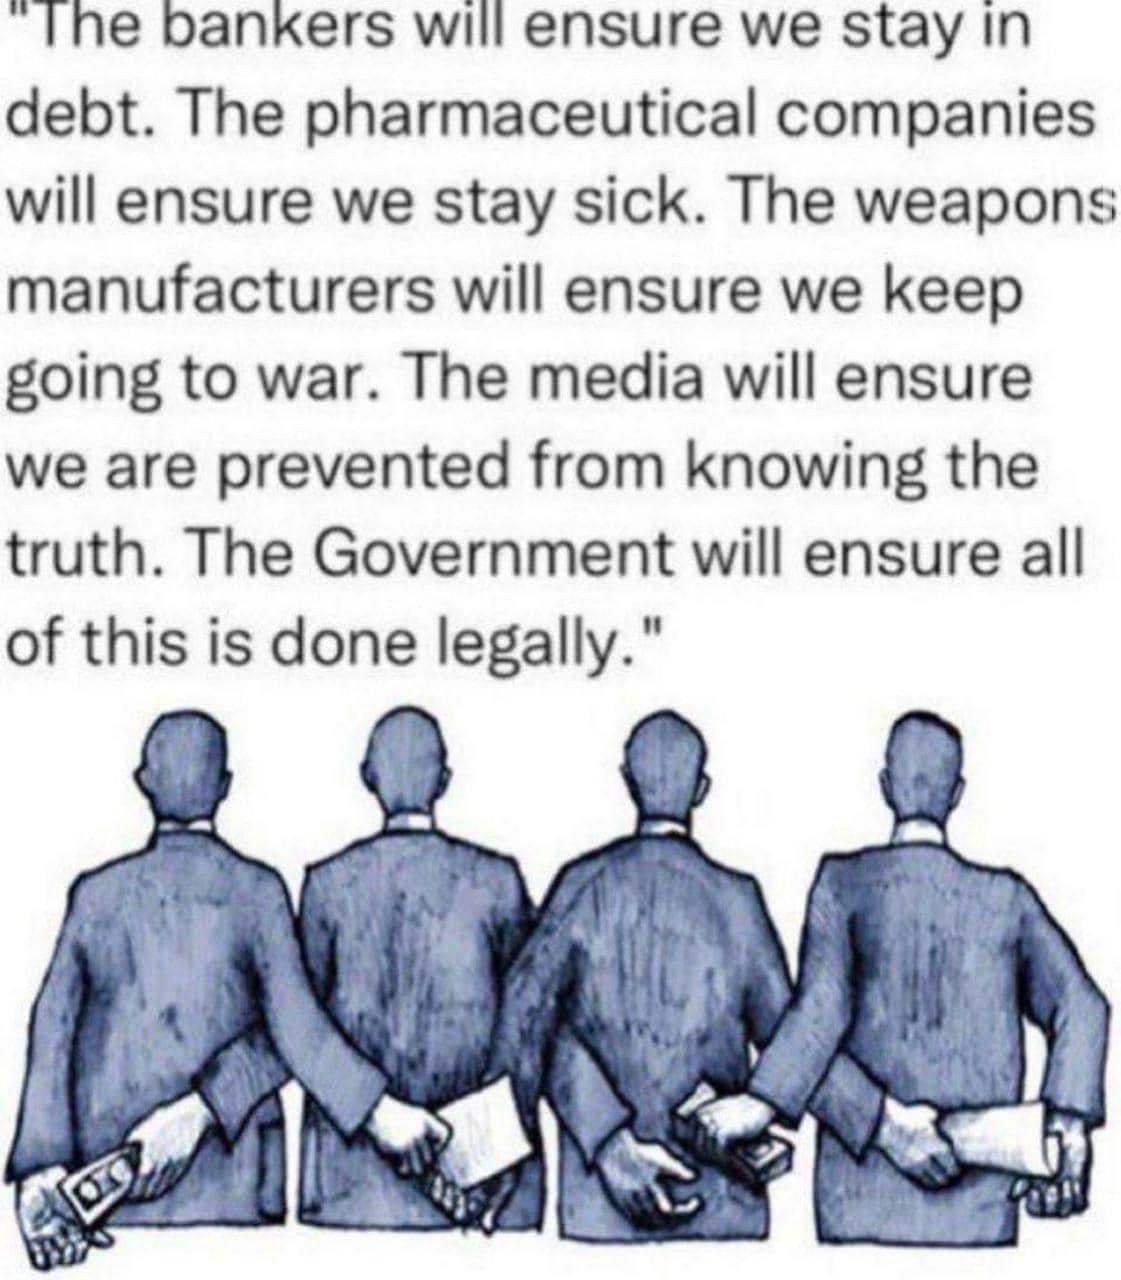 "The bankers will ensure we stay in
debt. The pharmaceutical companies
will ensure we stay sick. The weapons
manufacturers will ensure we keep
going to war. The media will ensure
we are prevented from knowing the
truth. The Government will ensure all
of this is done legally."